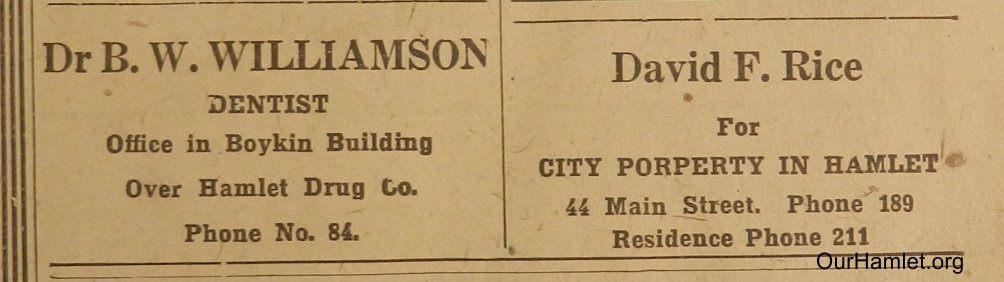 Dr B. W. WILLIAMSON
DENTIST
Office in Boykin Building
Over Hamlet Drug Co.
Phone No. 84.
David F. Rice
For
CITY PORPERTY IN HAMLET
44 Main Street. Phone 189
Residence Phone 211
OurHamlet.org